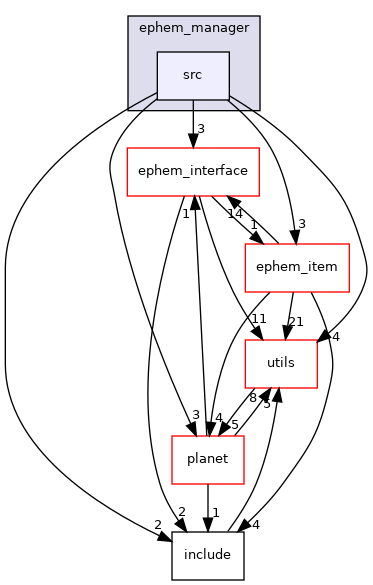 ephem_manager
src
3
ephem_interface
1
14
1
3
ephem_item
11
21
4
utils
8
5
3
4
5
planet
2
2
1
4
include